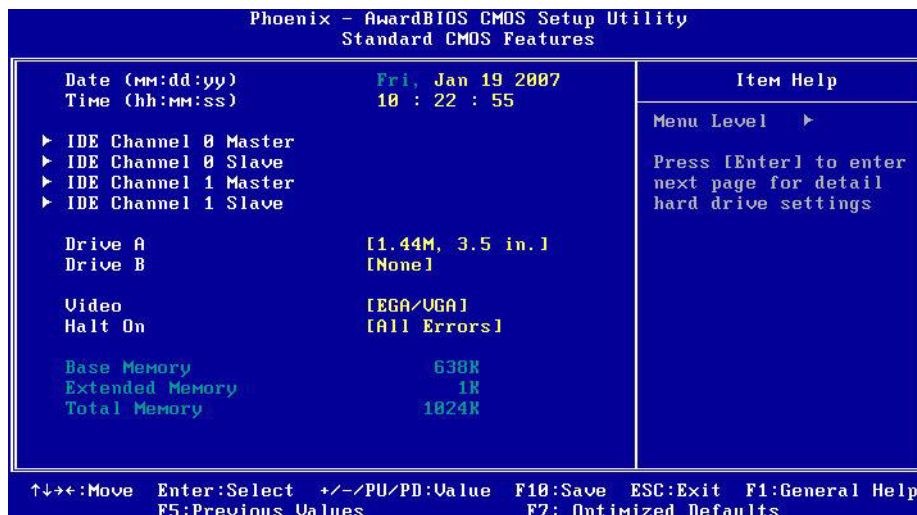 Phoenix - AwardBIOS CMOS Setup Utility
Standard CMOS Features
Date (mm:dd:yy) Fri, Jan 19 2007
Time (hh:mm:ss) 10 : 22 : 55
► IDE Channel 0 Master
► IDE Channel 0 Slave
► IDE Channel 1 Master
► IDE Channel 1 Slave
Drive A [1.44M, 3.5 in.]
Drive B [None]
Video [EGA/VGA]
Halt On [All Errors]
Base Memory 638K
Extended Memory 1K
Total Memory 1024K
Item Help
Menu Level ►
Press [Enter] to enter
next page for detail
hard drive settings
↑↓→←:Move Enter:Select +/-/PU/PD:Value F10:Save ESC:Exit F1:General Help
F5:Previous Values F7: Optimized Defaults